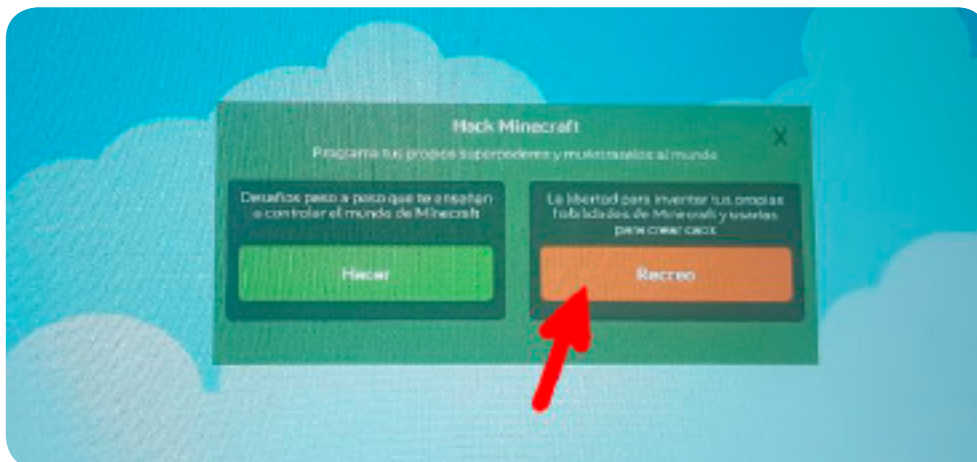 Hack Minecraft
X
Programa tus propios superpoderes y muéstraselos al mundo
Desafíos paso a paso que te enseñan
a controlar el mundo de Minecraft
Hacer
La libertad para inventar tus propias
habilidades de Minecraft y usarlas
para crear caos
Recreo